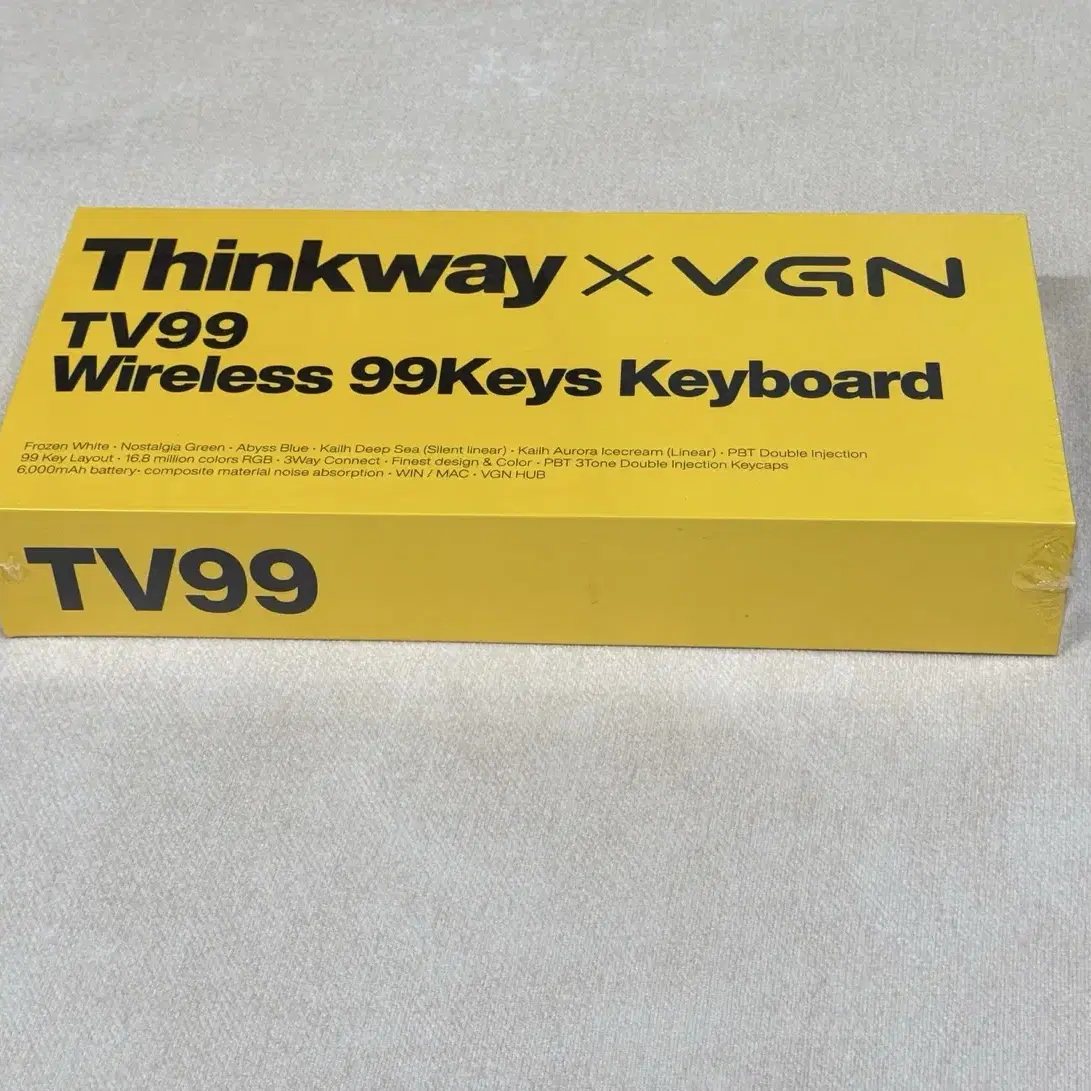 Thinkway X VGN
TV99
Wireless 99Keys Keyboard
Frozen White · Nostalgia Green · Abyss Blue · Kailh Deep Sea (Silent linear) · Kailh Aurora Icecream (Linear) · PBT Double Injection
99 Key Layout · 16.8 million colors RGB · 3Way Connect · Finest design & Color · PBT 3Tone Double Injection Keycaps
6,000mAh battery· composite material noise absorption · WIN / MAC · VGN HUB
TV99